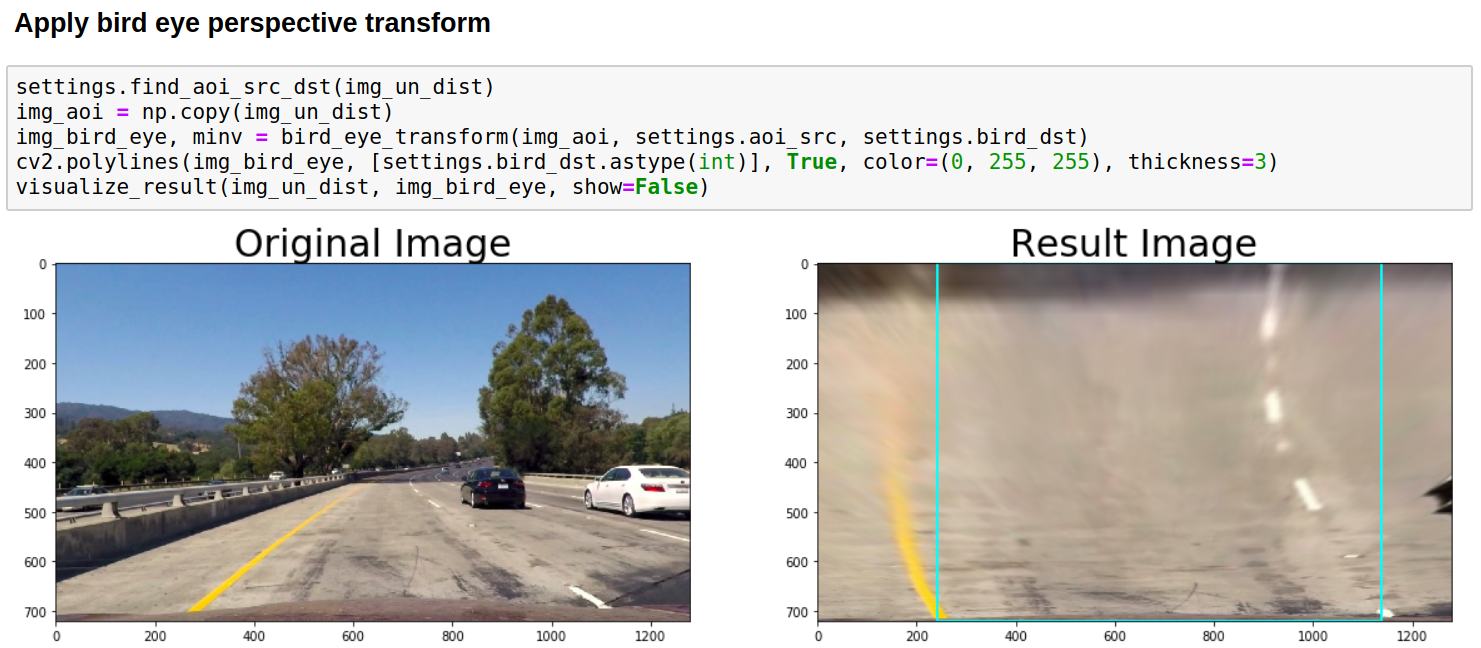 Apply bird eye perspective transform
settings.find_aoi_src_dst(img_un_dist)
img_aoi = np.copy(img_un_dist)
img_bird_eye, minv = bird_eye_transform(img_aoi, settings.aoi_src, settings.bird_dst)
cv2.polylines(img_bird_eye, [settings.bird_dst.astype(int)], True, color=(0, 255, 255), thickness=3)
visualize_result(img_un_dist, img_bird_eye, show=False)
Original Image
0
100
200
300
400
500
600
700
0 200 400 600 800 1000 1200
Result Image
0
100
200
300
400
500
600
700
0 200 400 600 800 1000 1200